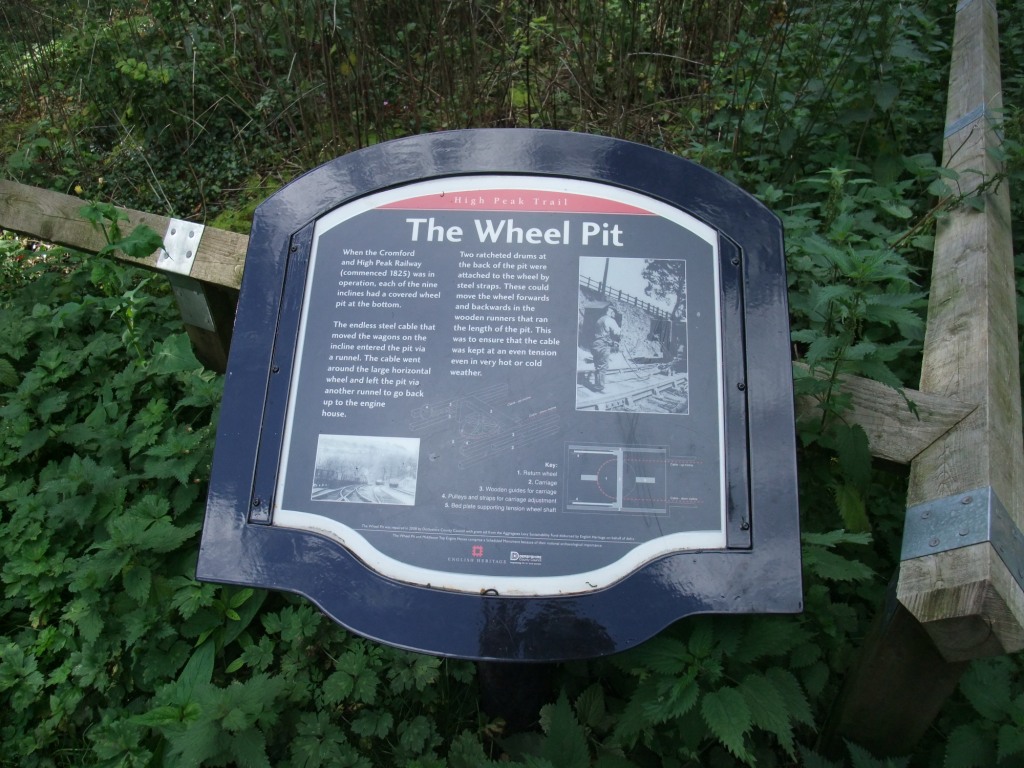 High Peak Trail
The Wheel Pit
When the Cromford
and High Peak Railway
(commenced 1825) was in
operation, each of the nine
inclines had a covered wheel
pit at the bottom.
The endless steel cable that
moved the wagons on the
incline entered the pit via
a runnel. The cable went
around the large horizontal
wheel and left the pit via
another runnel to go back
up to the engine
house.
Two ratcheted drums at
the back of the pit were
attached to the wheel by
steel straps. These could
move the wheel forwards
and backwards in the
wooden runners that ran
the length of the pit. This
was to ensure that the cable
was kept at an even tension
even in very hot or cold
weather.
Key:
1. Return wheel
2. Carriage
3. Wooden guides for carriage
4. Pulleys and straps for carriage adjustment
5. Bed plate supporting tension wheel shaft
ENGLISH HERITAGE